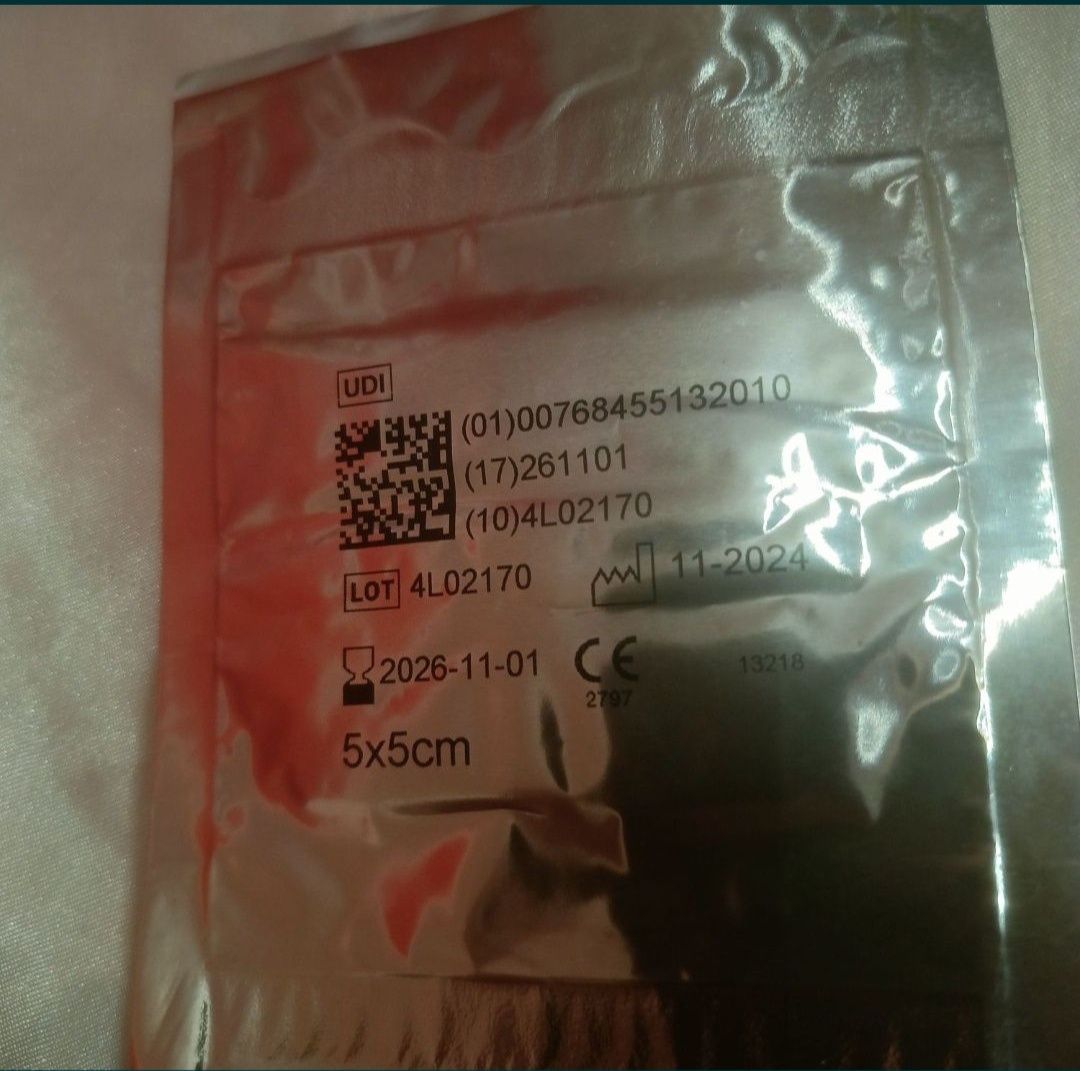 UDI
(01)00768455132010
(17)261101
(10)4L02170
LOT 4L02170 11-2024
2026-11-01 CE 13218
2797
5x5cm